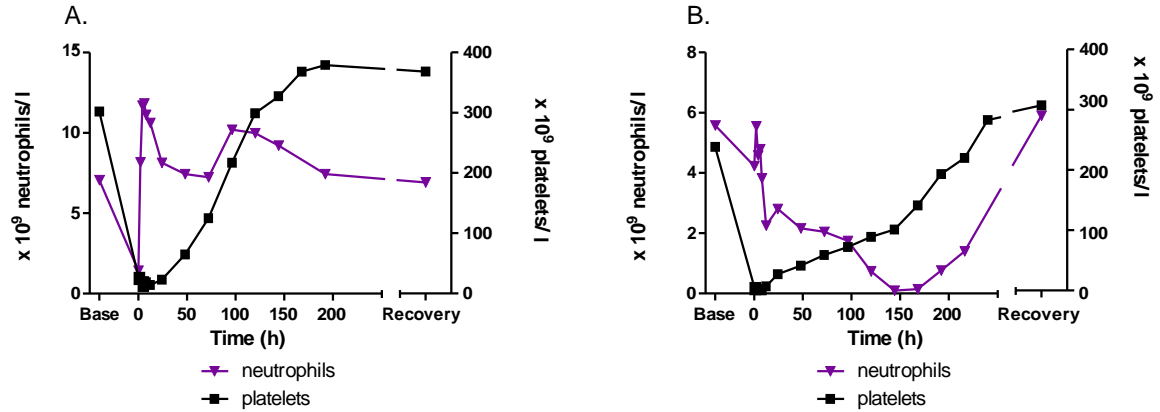 A.
15
10
5
0
x 10⁹ neutrophils/ l
400
300
200
100
0
x 10⁹ platelets/ l
Base 0 50 100 150 200 Recovery
Time (h)
neutrophils
platelets
B.
8
6
4
2
0
x 10⁹ neutrophils/ l
400
300
200
100
0
x 10⁹ platelets/ l
Base 0 50 100 150 200 Recovery
Time (h)
neutrophils
platelets